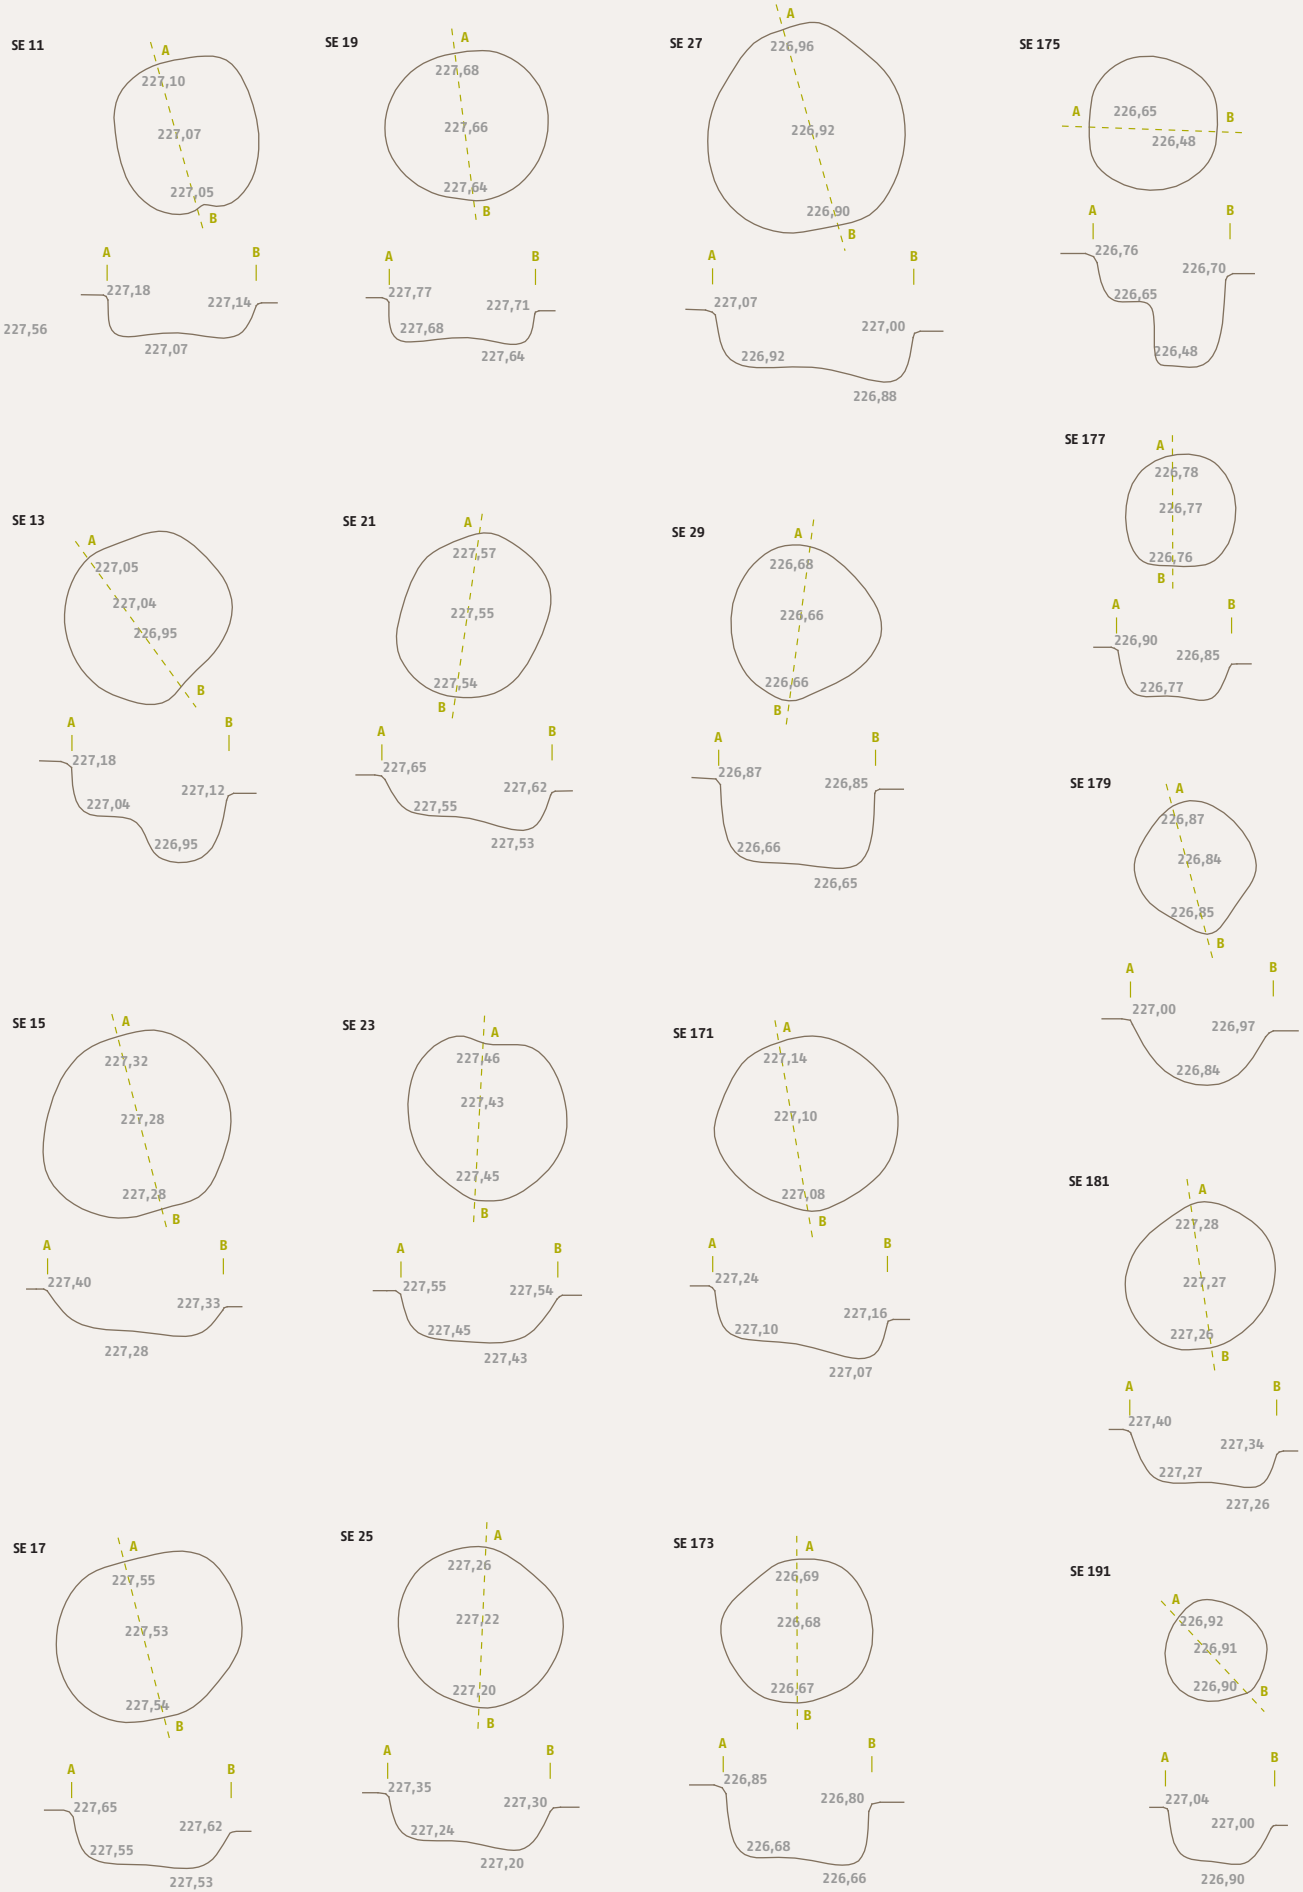 SE 11
A
227,10
227,07
227,05
B
A
B
227,18
227,14
227,56
227,07
SE 19
A
227,68
227,66
227,64
B
A
B
227,77
227,71
227,68
227,64
SE 27
A
226,96
226,92
226,90
B
A
B
227,07
227,00
226,92
226,88
SE 175
A
226,65
B
226,48
A
B
226,76
226,70
226,65
226,48
SE 177
A
226,78
226,77
226,76
B
A
B
226,90
226,85
226,77
SE 13
A
227,05
227,04
226,95
B
A
B
227,18
227,12
227,04
226,95
SE 21
A
227,57
227,55
227,54
B
A
B
227,65
227,62
227,55
227,53
SE 29
A
226,68
226,66
226,66
B
A
B
226,87
226,85
226,66
226,65
SE 179
A
226,87
226,84
226,85
B
A
B
227,00
226,97
226,84
SE 15
A
227,32
227,28
227,28
B
A
B
227,40
227,33
227,28
SE 23
A
227,46
227,43
227,45
B
A
B
227,55
227,54
227,45
227,43
SE 171
A
227,14
227,10
227,08
B
A
B
227,24
227,16
227,10
227,07
SE 181
A
227,28
227,27
227,26
B
A
B
227,40
227,34
227,27
227,26
SE 17
A
227,55
227,53
227,54
B
A
B
227,65
227,62
227,55
227,53
SE 25
A
227,26
227,22
227,20
B
A
B
227,35
227,30
227,24
227,20
SE 173
A
226,69
226,68
226,67
B
A
B
226,85
226,80
226,68
226,66
SE 191
A
226,92
226,91
226,90
B
A
B
227,04
227,00
226,90